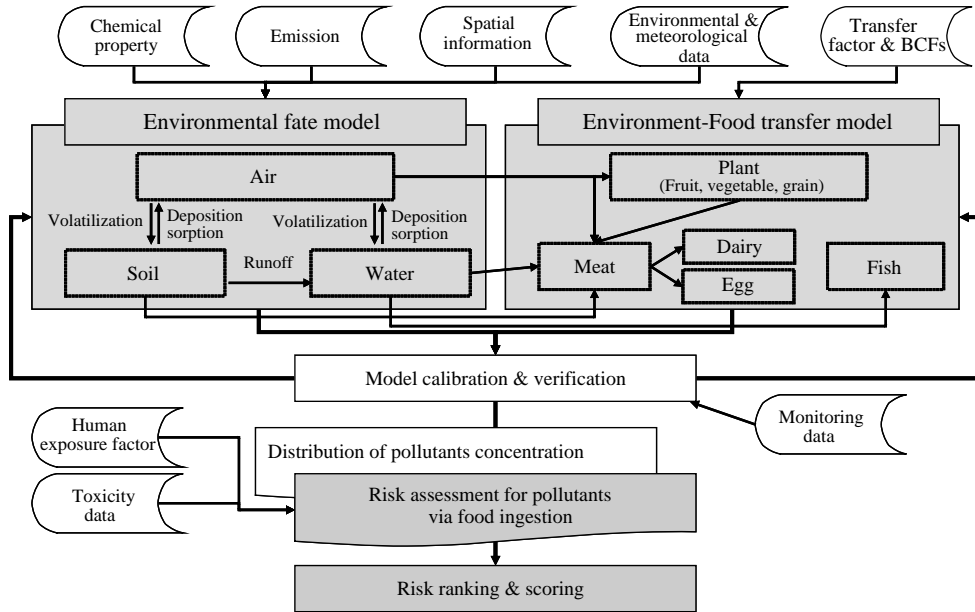 Chemical
property
Emission
Spatial
information
Environmental &
meteorological
data
Transfer
factor & BCFs
Environmental fate model
Environment-Food transfer model
Air
Plant
(Fruit, vegetable, grain)
Volatilization
Deposition
sorption
Volatilization
Deposition
sorption
Soil
Runoff
Water
Meat
Dairy
Egg
Fish
Model calibration & verification
Human
exposure factor
Monitoring
data
Distribution of pollutants concentration
Toxicity
data
Risk assessment for pollutants
via food ingestion
Risk ranking & scoring